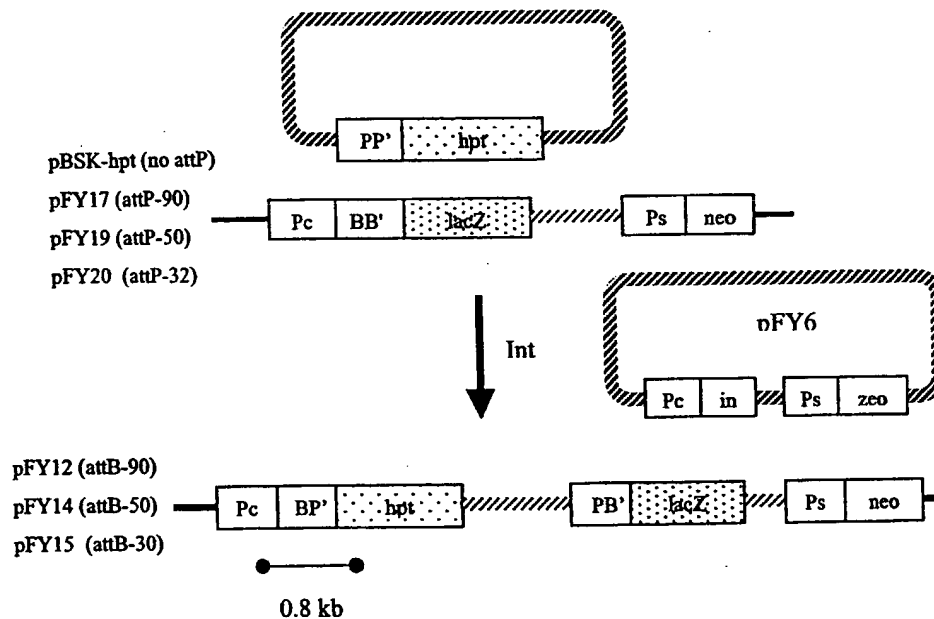 PP' hpt
pBSK-hpt (no attP)
pFY17 (attP-90)
pFY19 (attP-50)
pFY20 (attP-32)
Pc BB' lacZ Ps neo
Int
pFY6
Pc in Ps zeo
pFY12 (attB-90)
pFY14 (attB-50)
pFY15 (attB-30)
Pc BP' hpt PB' lacZ Ps neo
0.8 kb